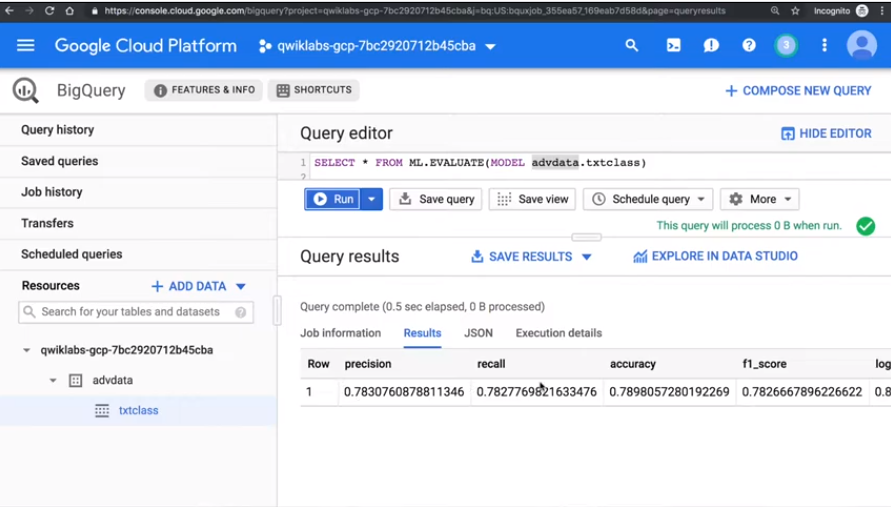 https://console.cloud.google.com/bigquery?project=qwiklabs-gcp-7bc2920712b45cba&j=bq:US:bquxjob_355ea57_169eab7d58d&page=queryresults Incognito
Google Cloud Platform qwiklabs-gcp-7bc2920712b45cba 3
BigQuery FEATURES & INFO SHORTCUTS + COMPOSE NEW QUERY
Query history
Saved queries
Job history
Transfers
Scheduled queries
Resources + ADD DATA
Search for your tables and datasets
qwiklabs-gcp-7bc2920712b45cba
advdata
txtclass
Query editor HIDE EDITOR
1 SELECT * FROM ML.EVALUATE(MODEL advdata.txtclass)
2
Run Save query Save view Schedule query More
This query will process 0 B when run.
Query results SAVE RESULTS EXPLORE IN DATA STUDIO
Query complete (0.5 sec elapsed, 0 B processed)
Job information Results JSON Execution details
Row precision recall accuracy f1_score log
1 0.7830760878811346 0.7827769821633476 0.7898057280192269 0.7826667896226622 0.8